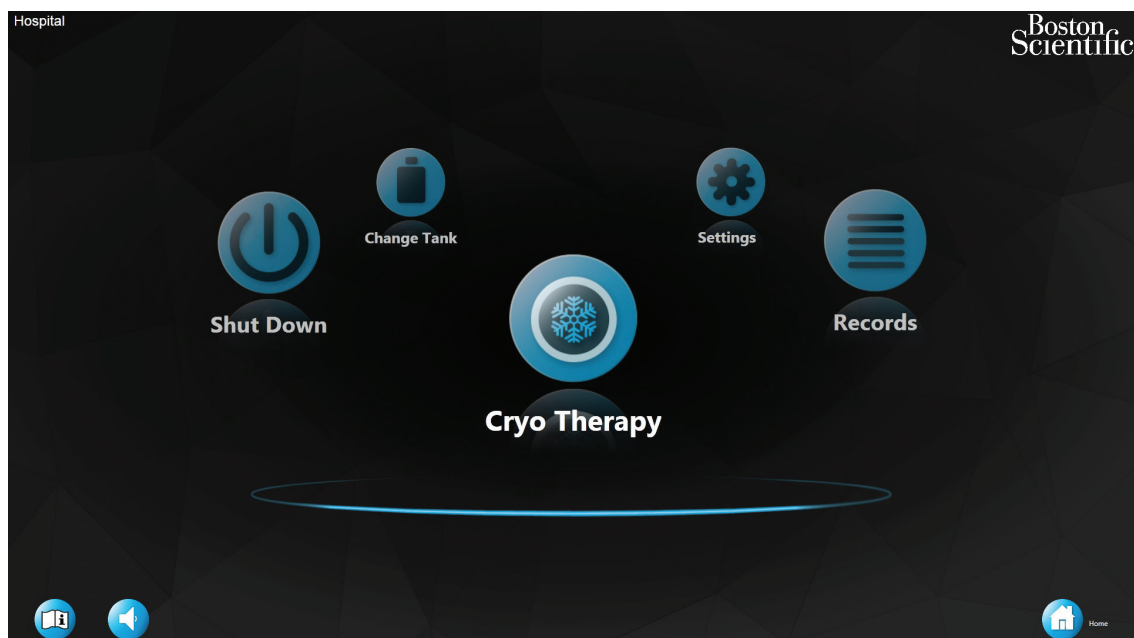 Hospital
Boston
Scientific
Change Tank
Settings
Shut Down
Records
Cryo Therapy
Home